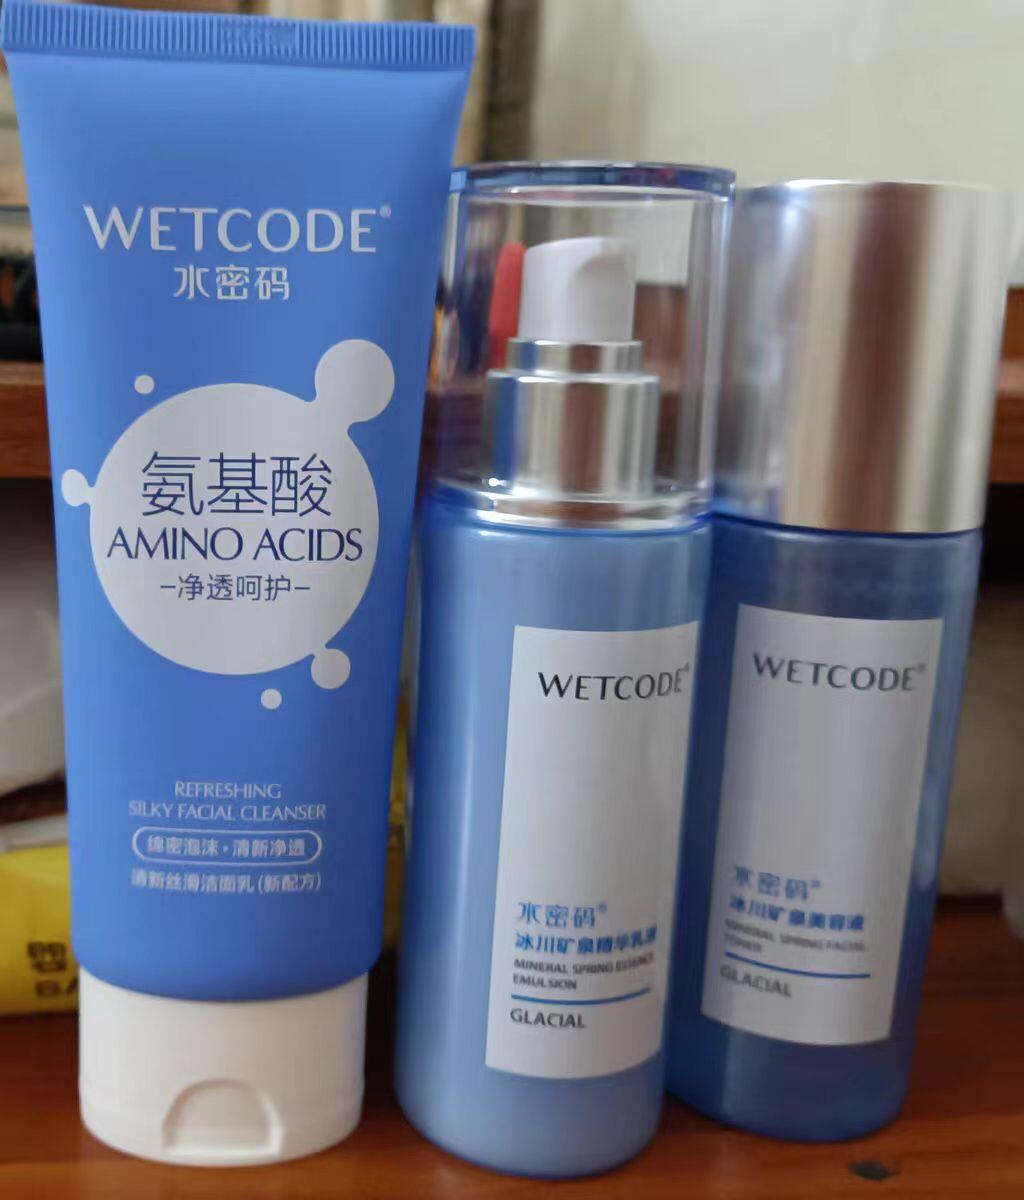 WETCODE®
水密码
氨基酸
AMINO ACIDS
-净透呵护-
REFRESHING
SILKY FACIAL CLEANSER
绵密泡沫·清新净透
清新丝滑洁面乳(新配方)
WETCODE®
水密码®
冰川矿泉精华乳液
MINERAL SPRING ESSENCE
EMULSION
GLACIAL
WETCODE®
水密码®
冰川矿泉美容液
MINERAL SPRING FACIAL
TONER
GLACIAL